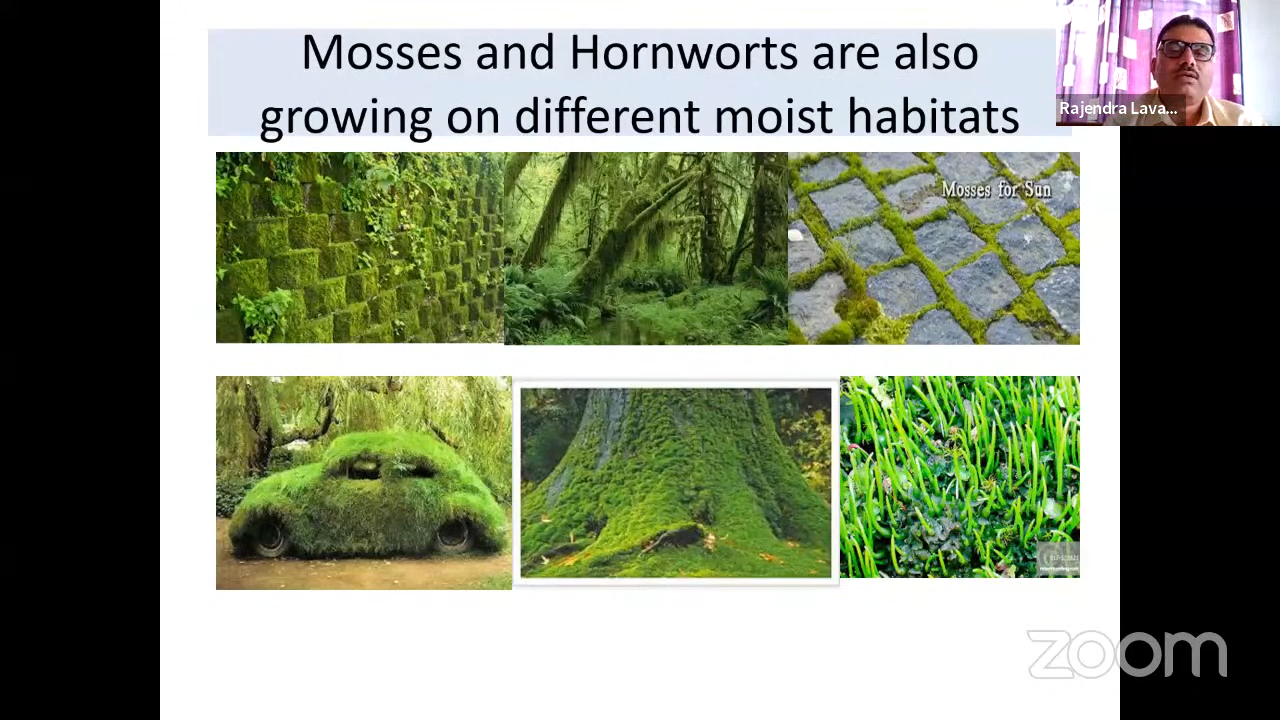 Mosses and Hornworts are also
growing on different moist habitats
Rajendra Lava...
Mosses for Sun
zoom